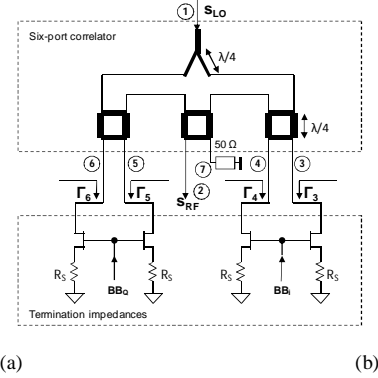 1
SLO
Six-port correlator
λ/4
λ/4
50 Ω
6 5 7 4 3
2
Γ6 Γ5 SRF Γ4 Γ3
RS RS RS RS
BBQ BBI
Termination impedances
(a) (b)